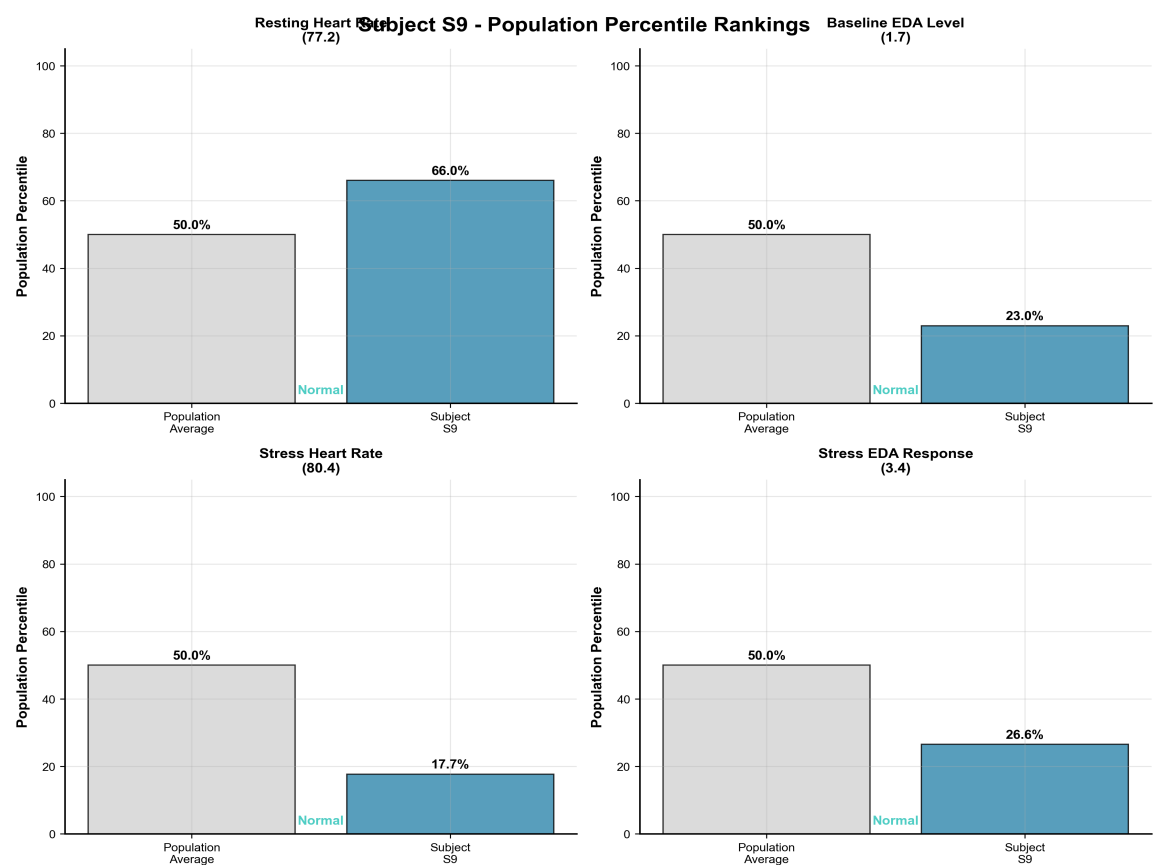 Subject S9 - Population Percentile Rankings
Resting Heart Rate
(77.2)
100
80
60
40
20
0
Population Percentile
50.0%
66.0%
Normal
Population
Average
Subject
S9
Baseline EDA Level
(1.7)
100
80
60
40
20
0
Population Percentile
50.0%
23.0%
Normal
Population
Average
Subject
S9
Stress Heart Rate
(80.4)
100
80
60
40
20
0
Population Percentile
50.0%
17.7%
Normal
Population
Average
Subject
S9
Stress EDA Response
(3.4)
100
80
60
40
20
0
Population Percentile
50.0%
26.6%
Normal
Population
Average
Subject
S9